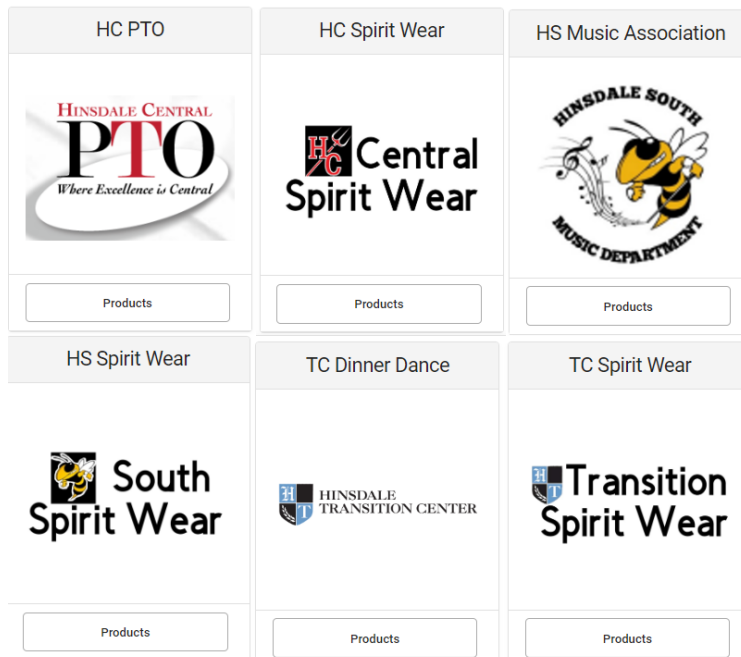 HC PTO
HINSDALE CENTRAL
PTO
Where Excellence is Central
Products
HC Spirit Wear
HC Central
Spirit Wear
Products
HS Music Association
HINSDALE SOUTH
MUSIC DEPARTMENT
Products
HS Spirit Wear
South
Spirit Wear
Products
TC Dinner Dance
HT HINSDALE
TRANSITION CENTER
Products
TC Spirit Wear
HT Transition
Spirit Wear
Products